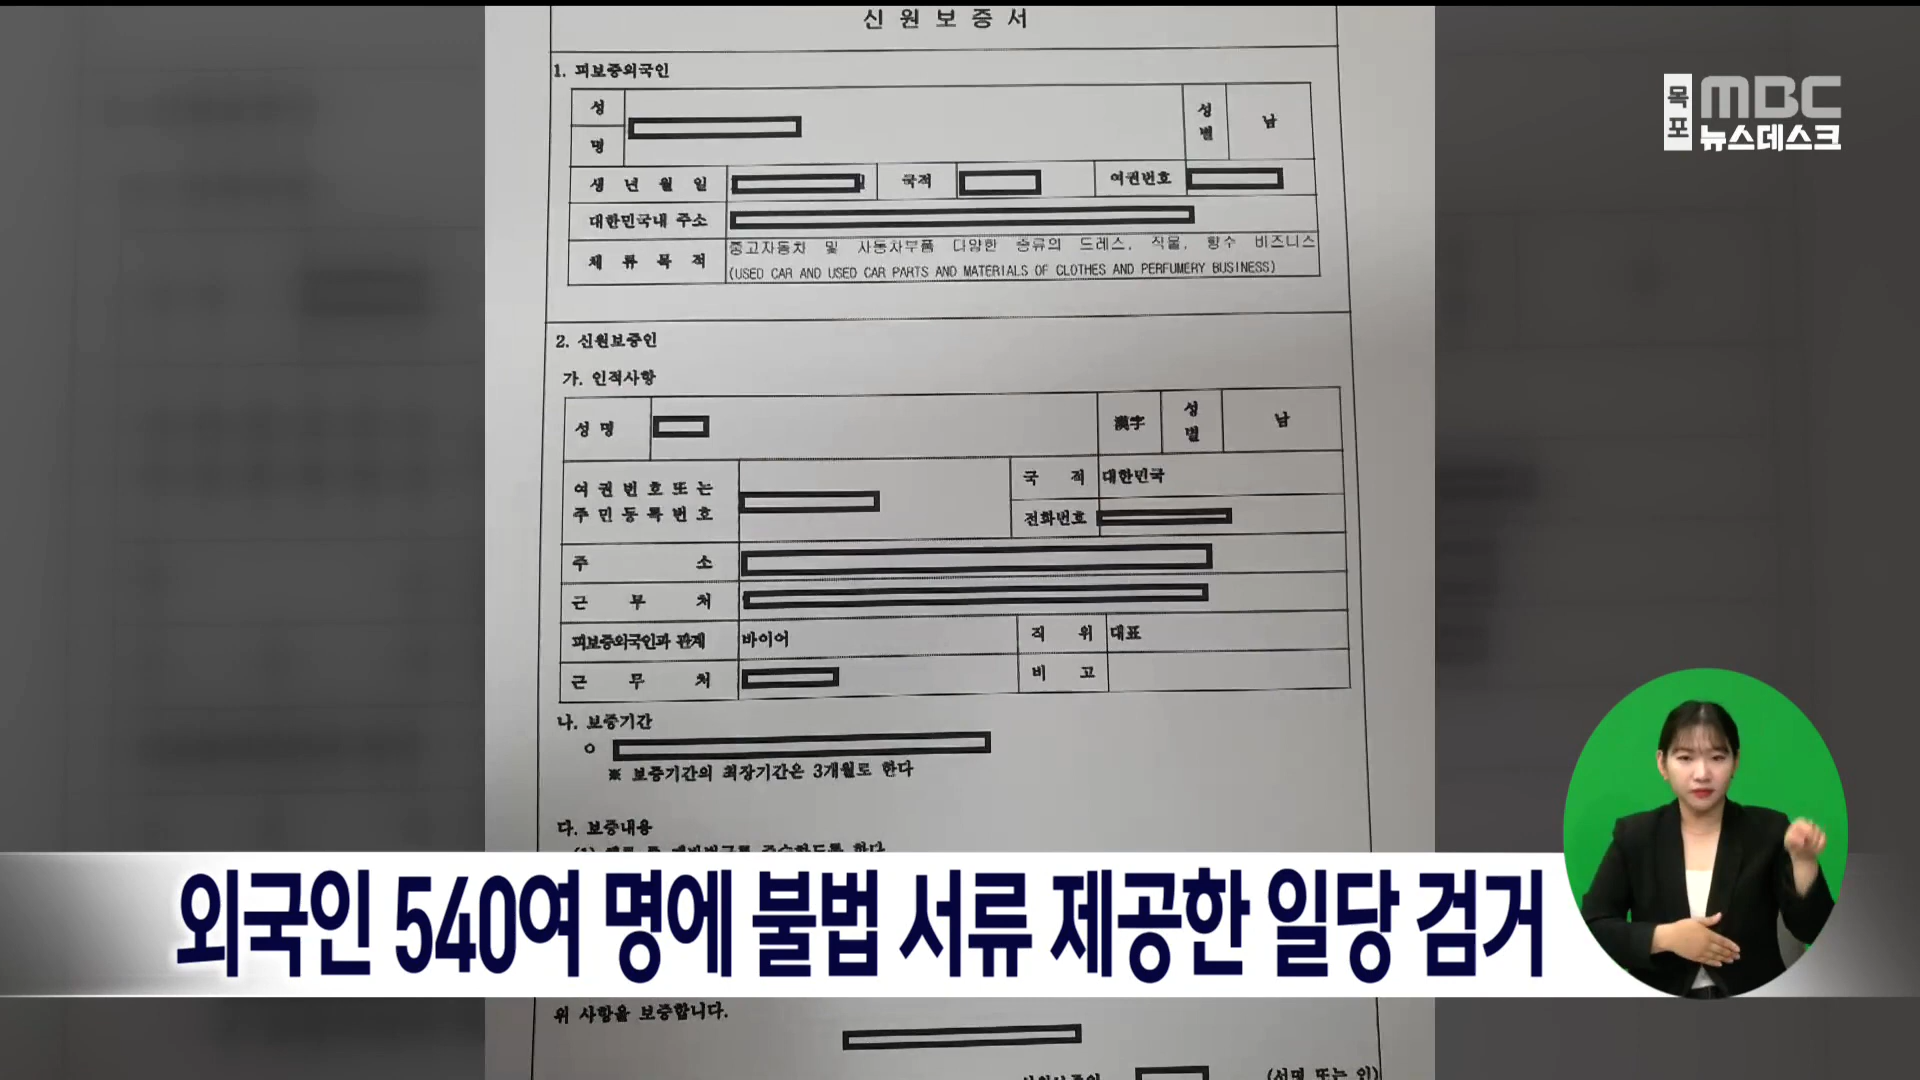 신 원 보 증 서
1. 피보증외국인
성 명
성 별
남
생 년 월 일
국적
여권번호
대한민국내 주소
체 류 목 적
중고자동차 및 사동차부품 다양한 종류의 드레스, 직물, 향수 비즈니스
(USED CAR AND USED CAR PARTS AND MATERIALS OF CLOTHES AND PERFUMERY BUSINESS)
2. 신원보증인
가. 인적사항
성 명
漢字
성 별
남
여 권 번 호 또 는
주 민 등 록 번 호
국 적
대한민국
전화번호
주 소
근 무 처
피보증외국인과 관계
바이어
직 위
대표
근 무 처
비 고
나. 보증기간
○
※ 보증기간의 최장기간은 3개월로 한다
다. 보증내용
외국인 540여 명에 불법 서류 제공한 일당 검거
위 사항을 보증합니다.
(서명 또는 인)
목포
MBC
뉴스데스크